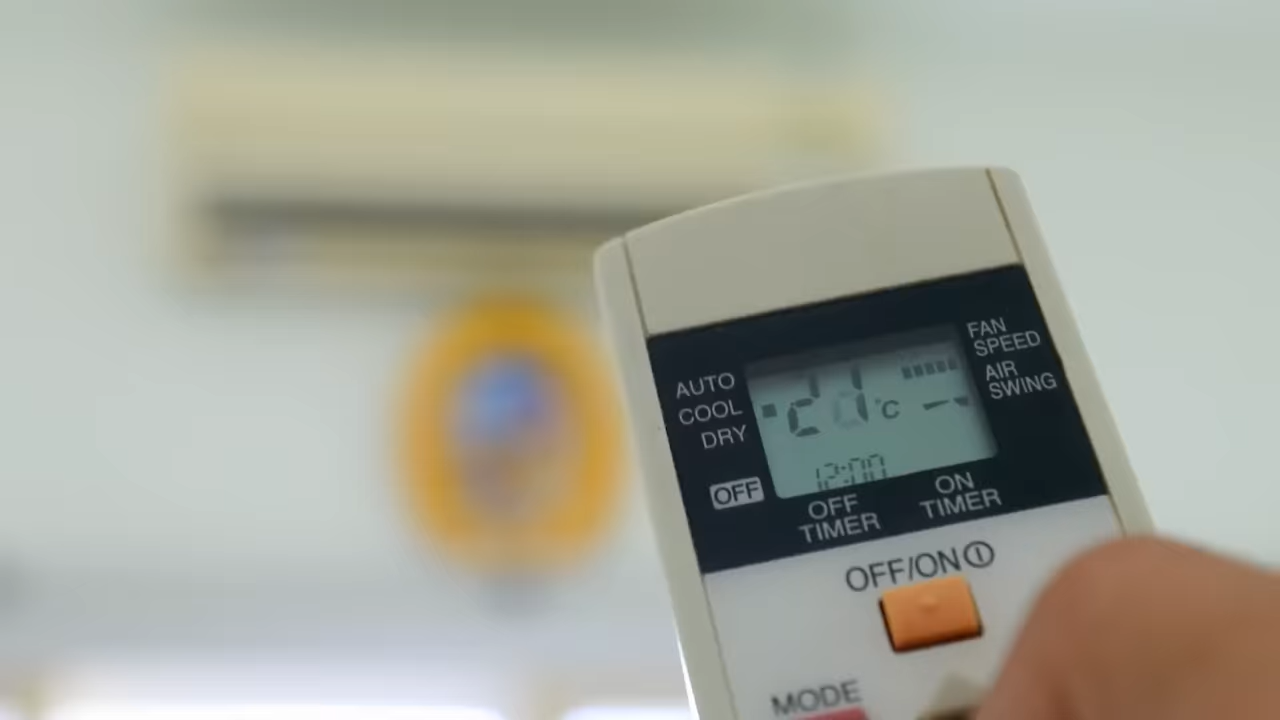 AUTO
COOL
DRY
OFF
°C
12:00
FAN
SPEED
AIR
SWING
OFF
TIMER
ON
TIMER
OFF/ON
MODE